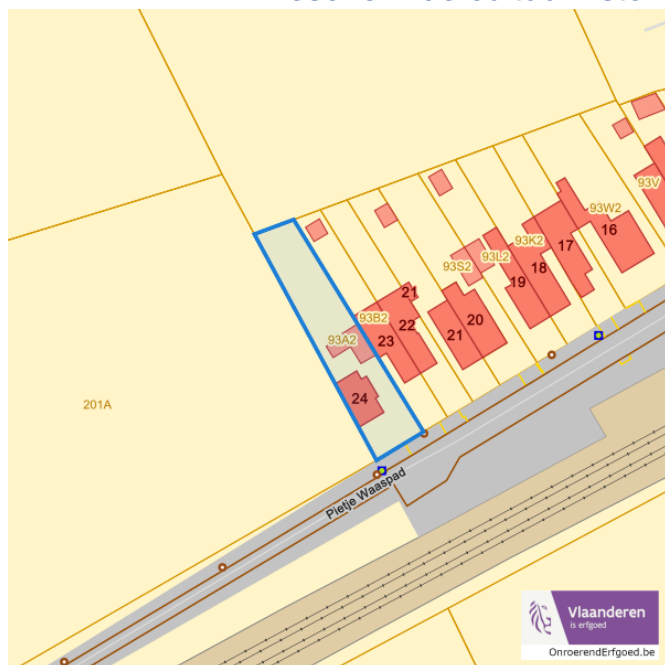 93V
93W2
16
17
93K2
18
93L2
93S2
19
21
93B2
22
20
21
93A2
23
24
201A
Pietje Waaspad
Vlaanderen
is erfgoed
OnroerendErfgoed.be